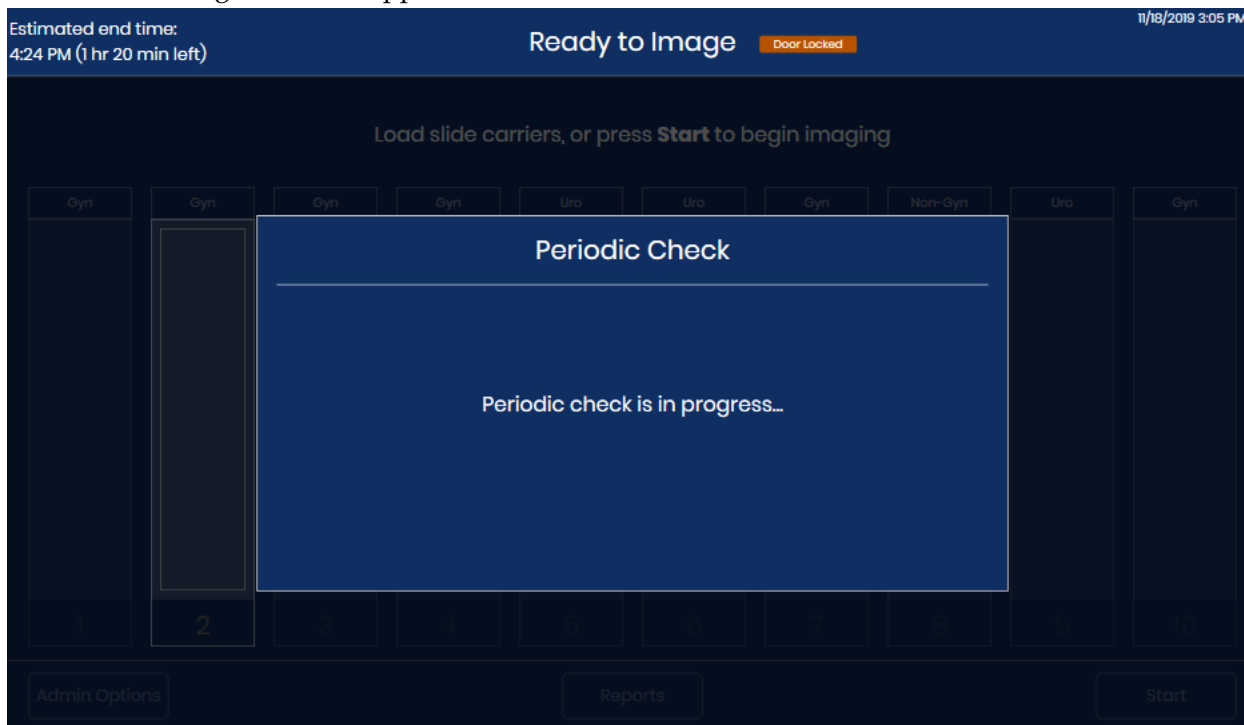 Estimated end time:
4:24 PM (1 hr 20 min left)
Ready to Image
Door Locked
11/18/2019 3:05 PM
Load slide carriers, or press Start to begin imaging
Gyn Gyn Gyn Gyn Uro Uro Gyn Non-Gyn Uro Gyn
Periodic Check
Periodic check is in progress...
1 2 3 4 5 6 7 8 9 10
Admin Options Reports Start